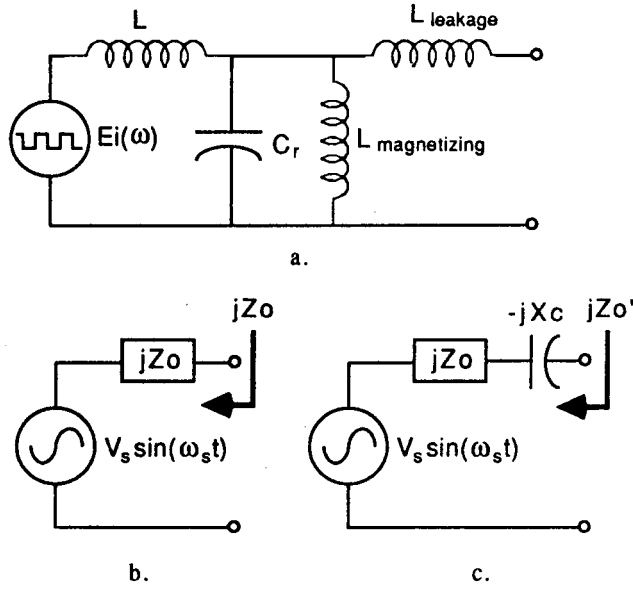 L
L leakage
Ei(ω)
Cr
L magnetizing
a.
jZo
-jXc
jZo'
jZo
jZo
Vs sin(ωst)
Vs sin(ωst)
b.
c.